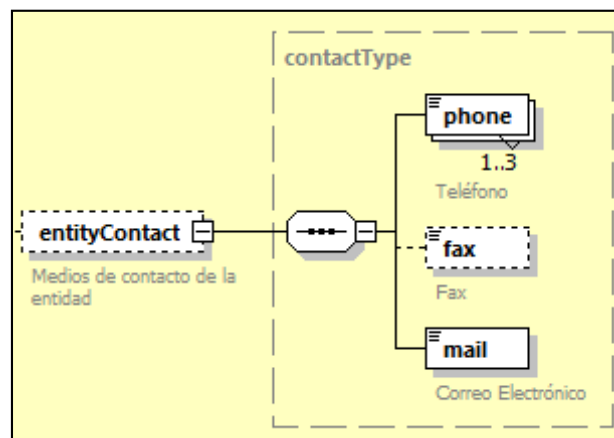 contactType
phone
1..3
Teléfono
entityContact
Medios de contacto de la
entidad
fax
Fax
mail
Correo Electrónico